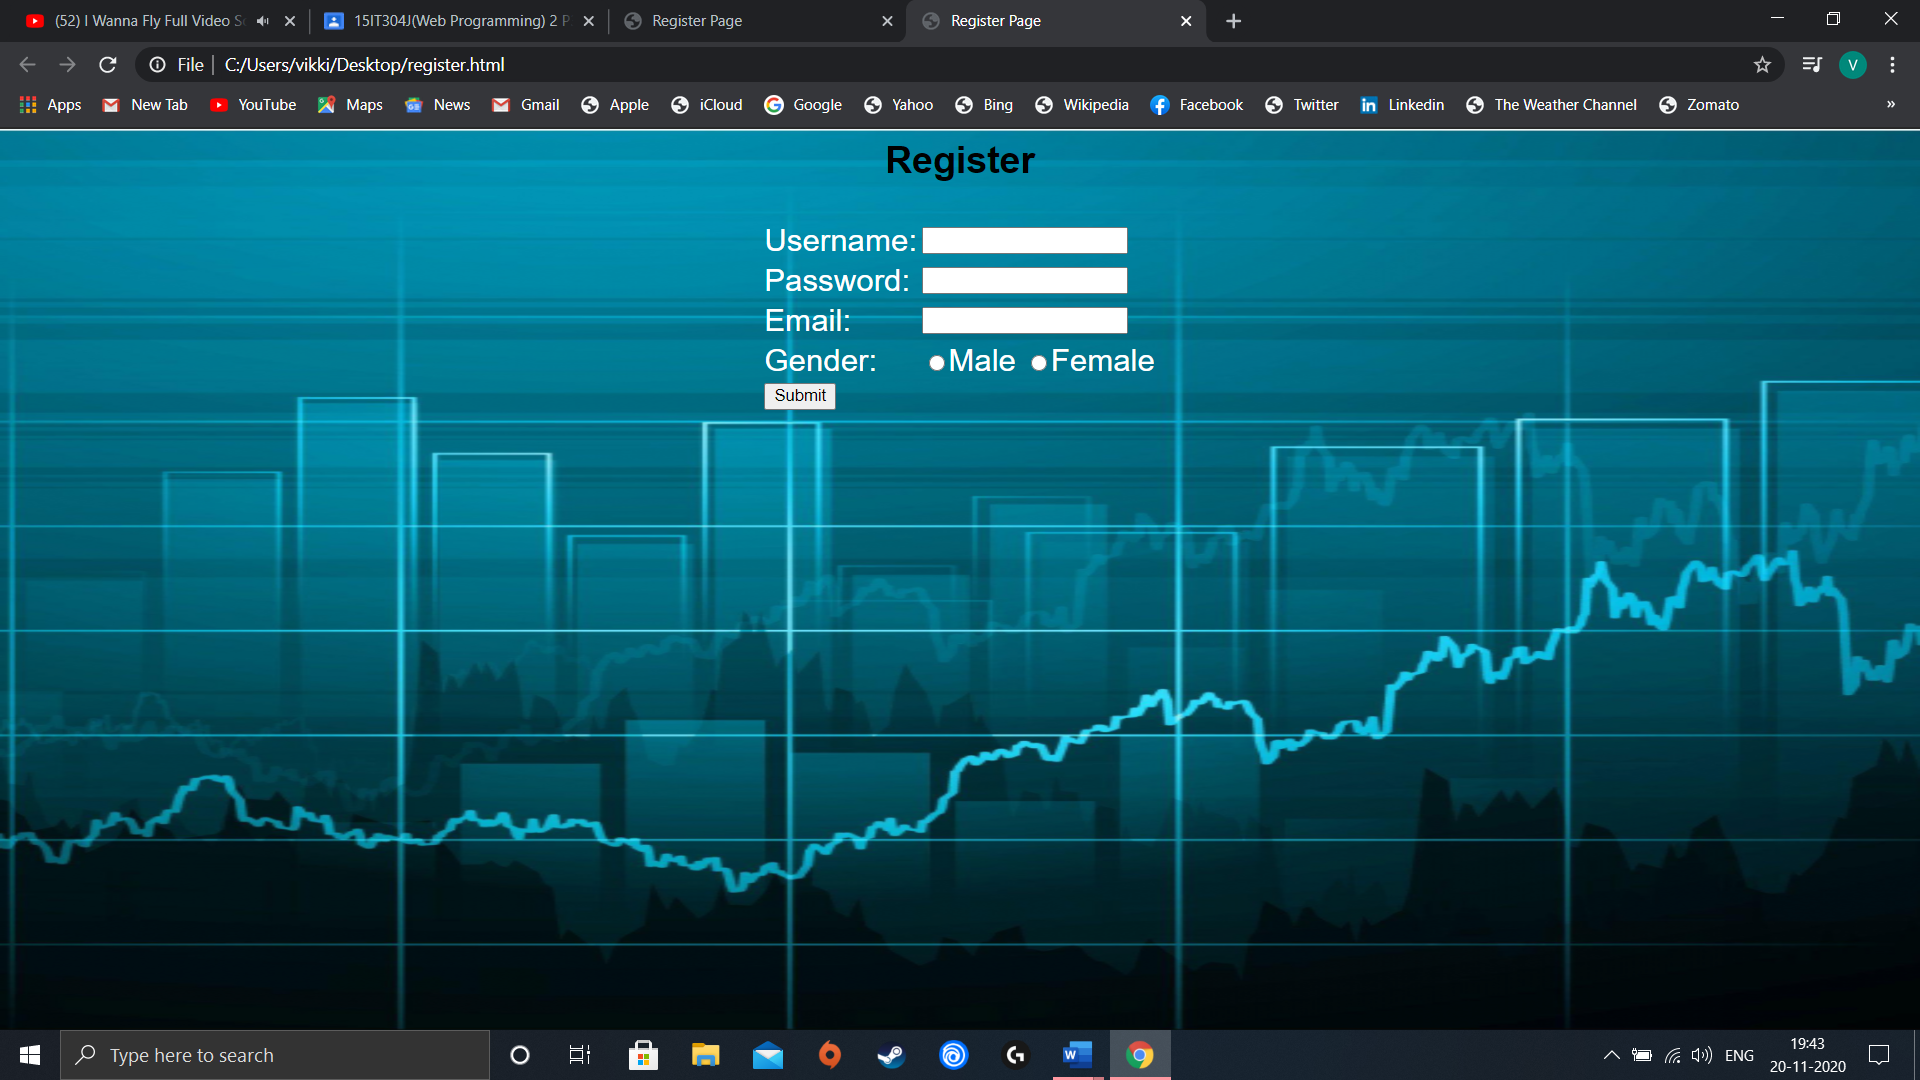 (52) I Wanna Fly Full Video S
15IT304J(Web Programming) 2 P
Register Page
Register Page
File
C:/Users/vikki/Desktop/register.html
V
Apps
New Tab
YouTube
Maps
News
Gmail
Apple
iCloud
Google
Yahoo
Bing
Wikipedia
Facebook
Twitter
Linkedin
The Weather Channel
Zomato
»
Register
Username:
Password:
Email:
Gender: Male Female
Submit
Type here to search
ENG
19:43
20-11-2020